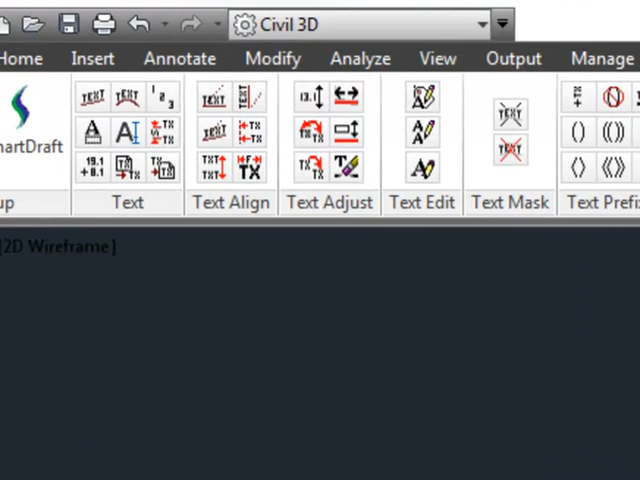 Civil 3D
Home Insert Annotate Modify Analyze View Output Manage
martDraft
up Text Text Align Text Adjust Text Edit Text Mask Text Prefi
2D Wireframe]